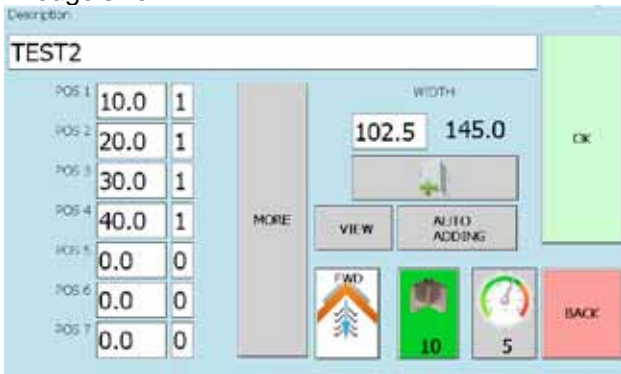 Description
TEST2
POS 1 10.0 1
POS 2 20.0 1
POS 3 30.0 1
POS 4 40.0 1
POS 5 0.0 0
POS 6 0.0 0
POS 7 0.0 0
MORE
WIDTH
102.5 145.0
VIEW
AUTO
ADDING
FWD
10
5
OK
BACK